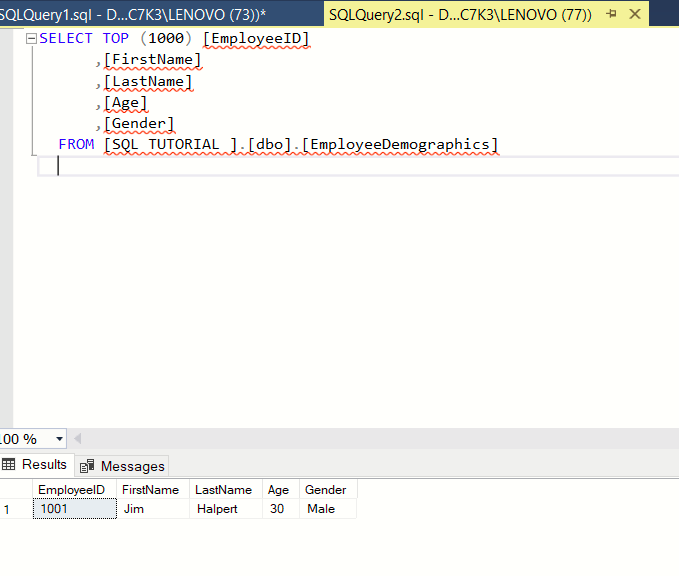 SQLQuery1.sql - D...C7K3\LENOVO (73))*
SQLQuery2.sql - D...C7K3\LENOVO (77))
SELECT TOP (1000) [EmployeeID]
,[FirstName]
,[LastName]
,[Age]
,[Gender]
FROM [SQL TUTORIAL ].[dbo].[EmployeeDemographics]
100 %
Results Messages
EmployeeID FirstName LastName Age Gender
1 1001 Jim Halpert 30 Male